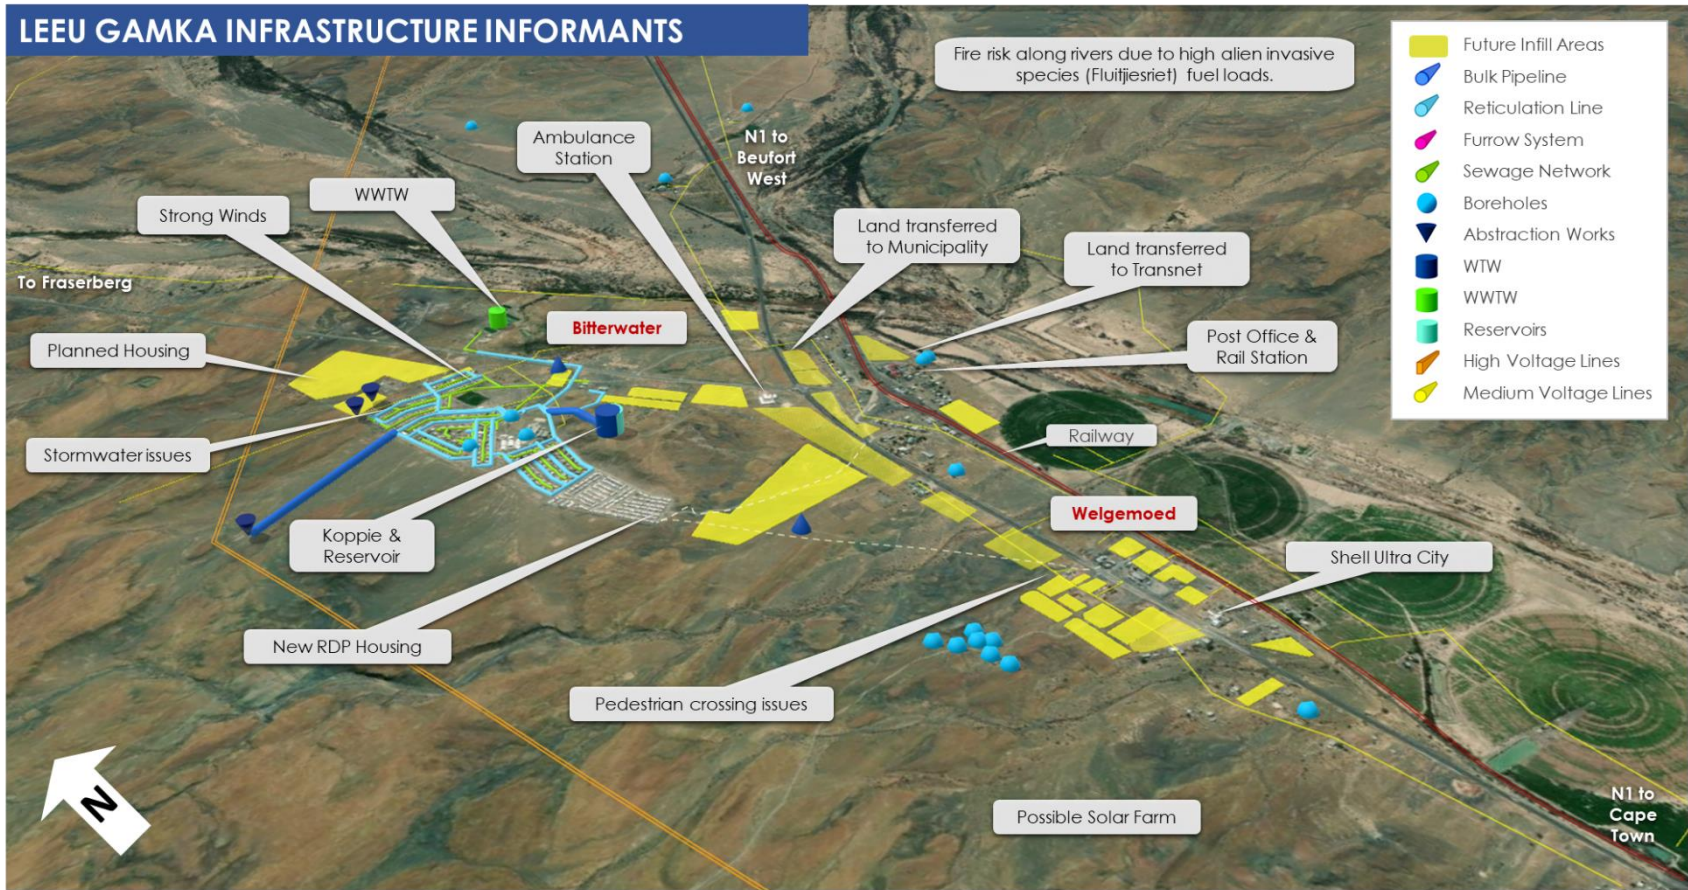 LEEU GAMKA INFRASTRUCTURE INFORMANTS
Fire risk along rivers due to high alien invasive
species (Fluitjiesriet) fuel loads.
Future Infill Areas
Bulk Pipeline
Reticulation Line
Furrow System
Sewage Network
Boreholes
Abstraction Works
WTW
WWTW
Reservoirs
High Voltage Lines
Medium Voltage Lines
Ambulance
Station
N1 to
Beufort
West
WWTW
Strong Winds
Land transferred
to Municipality
Land transferred
to Transnet
To Fraserberg
Bitterwater
Post Office &
Rail Station
Planned Housing
Railway
Stormwater issues
Welgemoed
Koppie &
Reservoir
Shell Ultra City
New RDP Housing
Pedestrian crossing issues
N
Possible Solar Farm
N1 to
Cape
Town